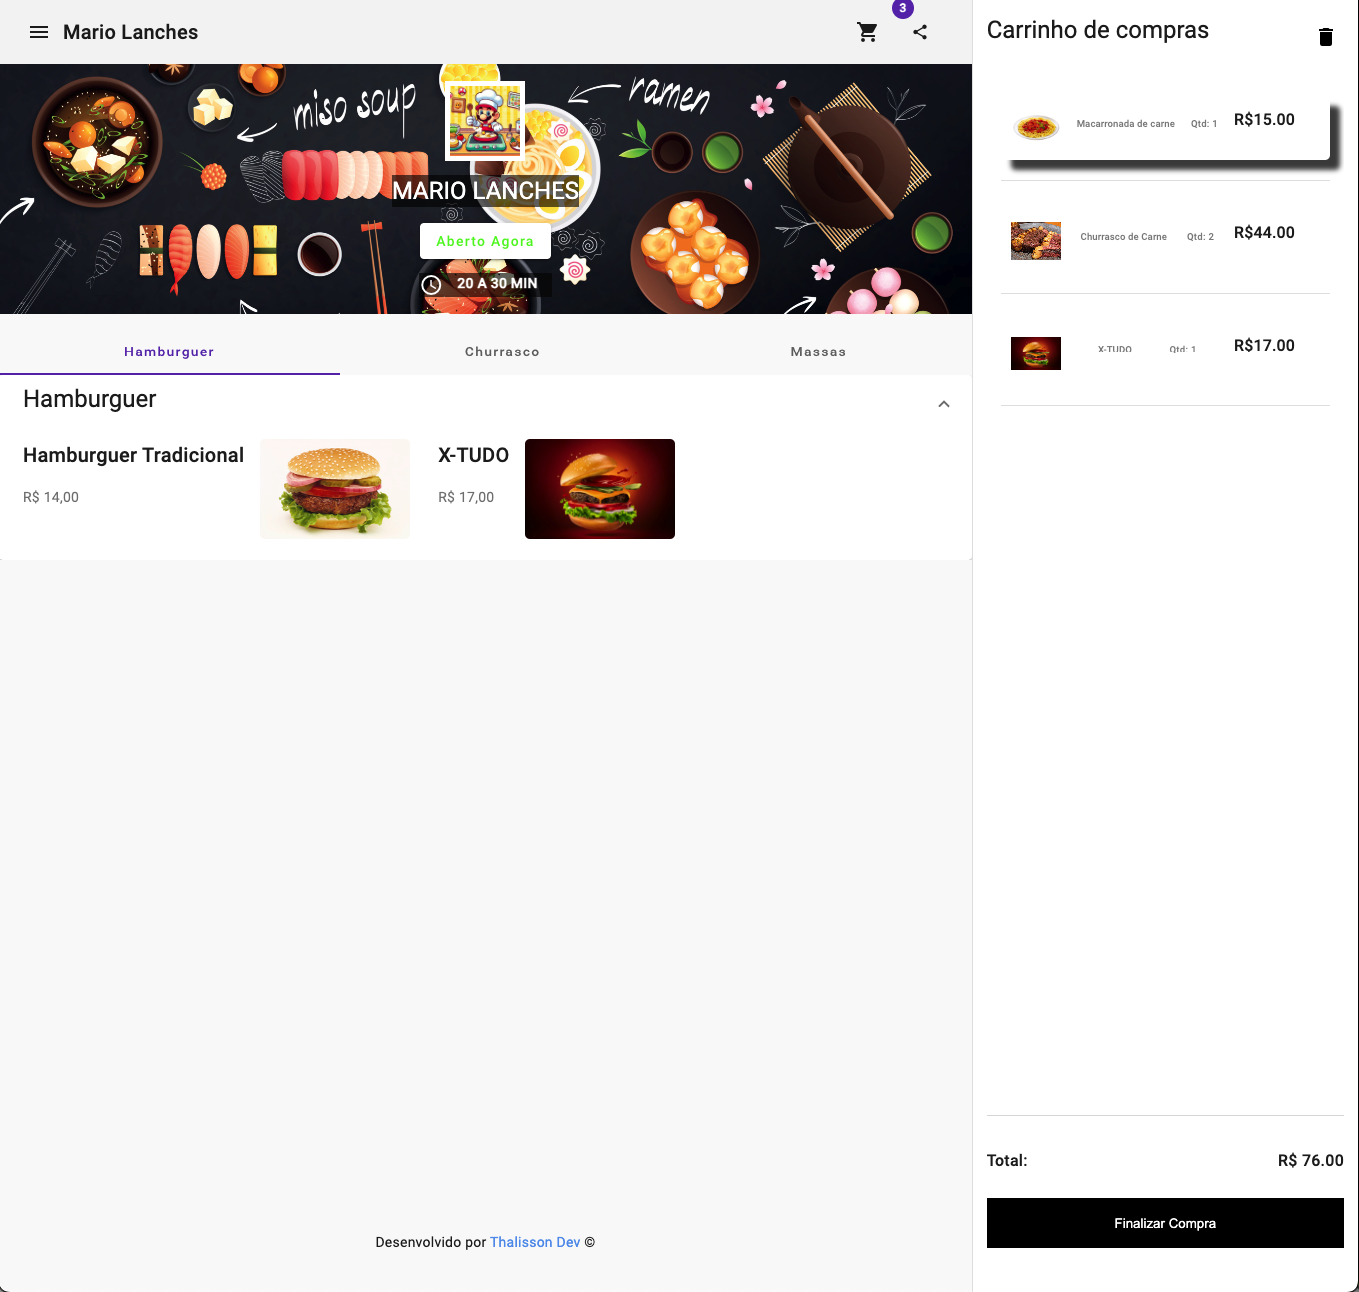 Mario Lanches
3
miso soup
ramen
MARIO LANCHES
Aberto Agora
20 A 30 MIN
Hamburguer
Churrasco
Massas
Hamburguer
Hamburguer Tradicional
R$ 14,00
X-TUDO
R$ 17,00
Desenvolvido por Thalisson Dev ©
Carrinho de compras
Macarronada de carne Qtd: 1 R$15.00
Churrasco de Carne Qtd: 2 R$44.00
X-TUDO Qtd: 1 R$17.00
Total: R$ 76.00
Finalizar Compra